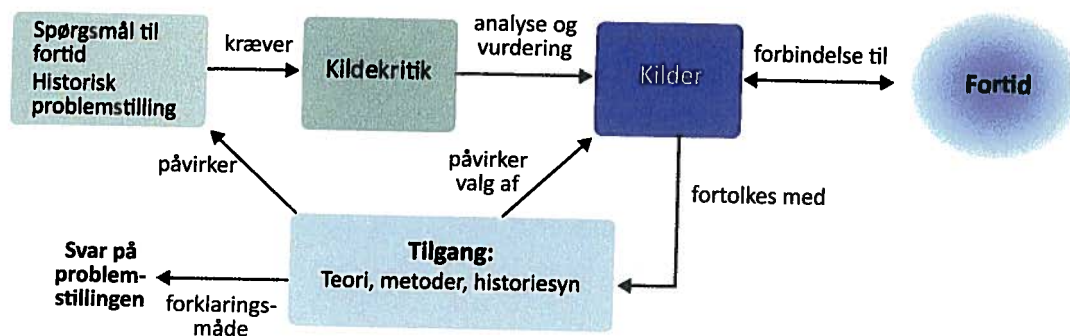 Spørgsmål til
fortid
Historisk
problemstilling
kræver
Kildekritik
analyse og
vurdering
Kilder
forbindelse til
Fortid
påvirker
påvirker
valg af
fortolkes med
Tilgang:
Teori, metoder, historiesyn
Svar på
problem-
stillingen
forklarings-
måde